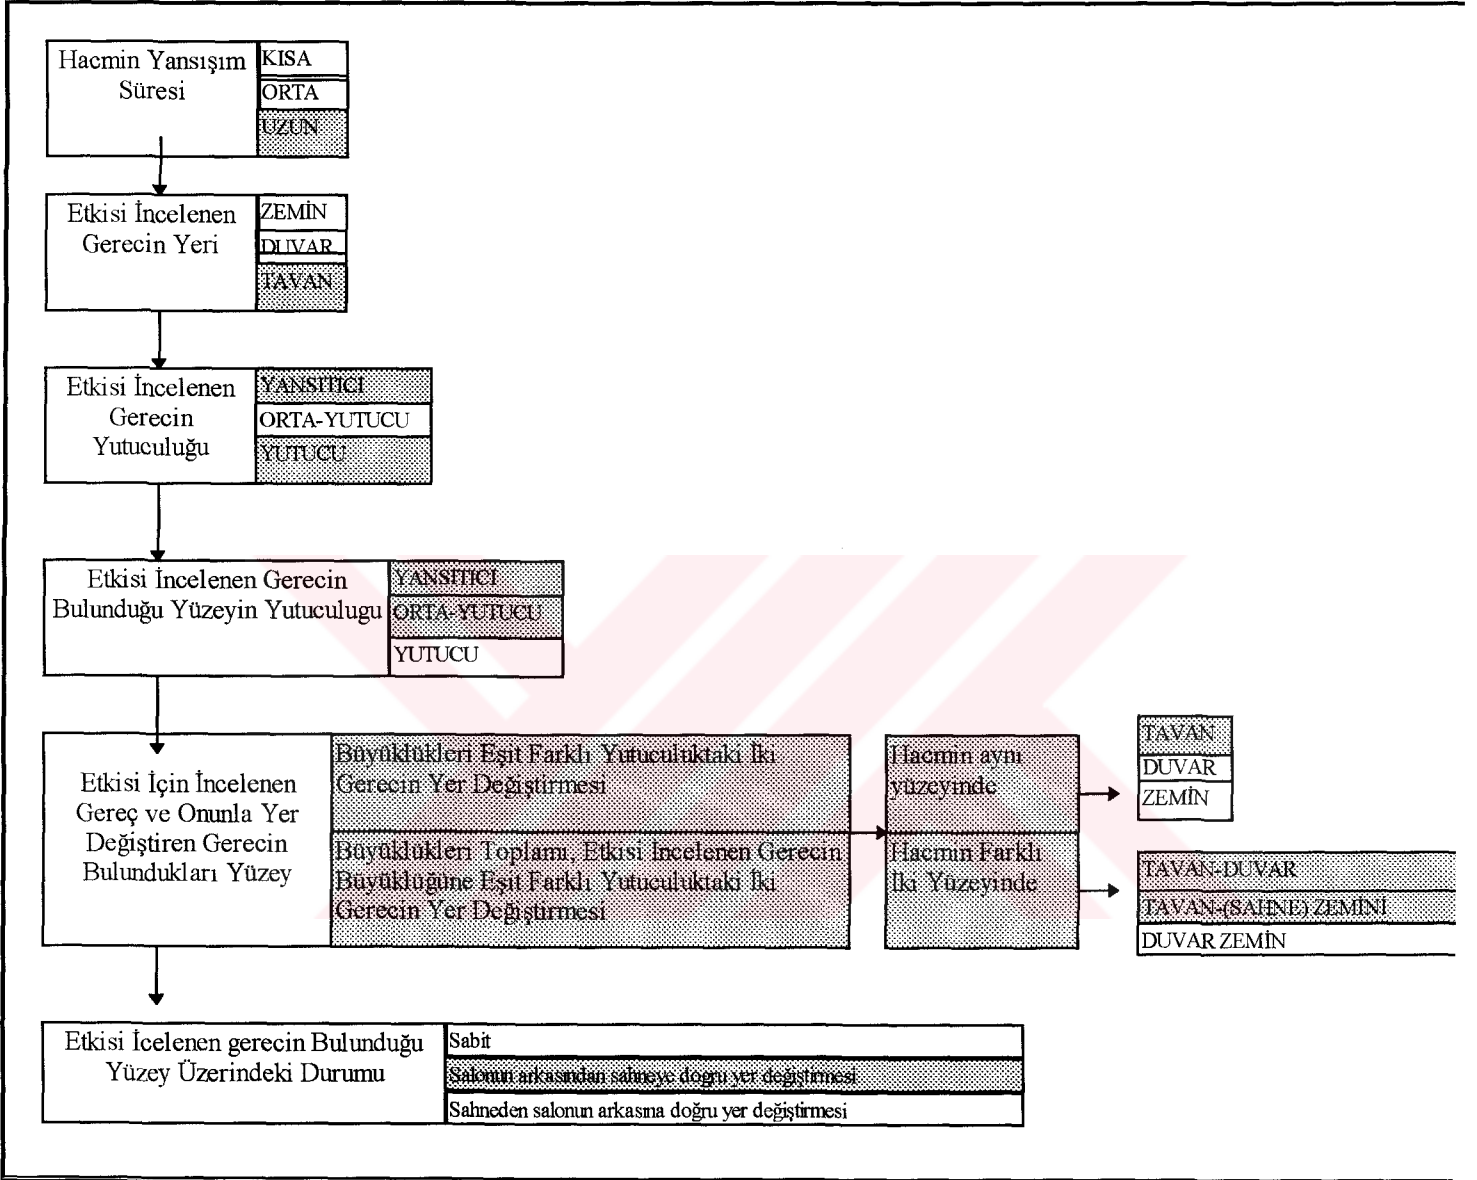 Hacmin Yansışım
Süresi
KISA
ORTA
UZUN
Etkisi İncelenen
Gerecin Yeri
ZEMİN
DUVAR
TAVAN
Etkisi İncelenen
Gerecin
Yutuculuğu
YANSITICI
ORTA-YUTUCU
YUTUCU
Etkisi İncelenen Gerecin
Bulunduğu Yüzeyin Yutuculugu
YANSITICI
ORTA-YUTUCU
YUTUCU
Etkisi İçin İncelenen
Gereç ve Onunla Yer
Değiştiren Gerecin
Bulundukları Yüzey
Büyüklükleri Eşit Farklı Yutuculuktaki İki
Gerecin Yer Değiştirmesi
Büyüklükleri Toplamı, Etkisi İncelenen Gerecin
Büyüklüğüne Eşit Farklı Yutuculuktaki İki
Gerecin Yer Değiştirmesi
Hacmin aynı
yüzeyinde
Hacmin Farklı
İki Yüzeyinde
TAVAN
DUVAR
ZEMİN
TAVAN-DUVAR
TAVAN-(SAHNE) ZEMİNİ
DUVAR ZEMİN
Etkisi İcelenen gerecin Bulunduğu
Yüzey Üzerindeki Durumu
Sabit
Salonun arkasından sahneye doğru yer değiştirmesi
Sahneden salonun arkasına doğru yer değiştirmesi